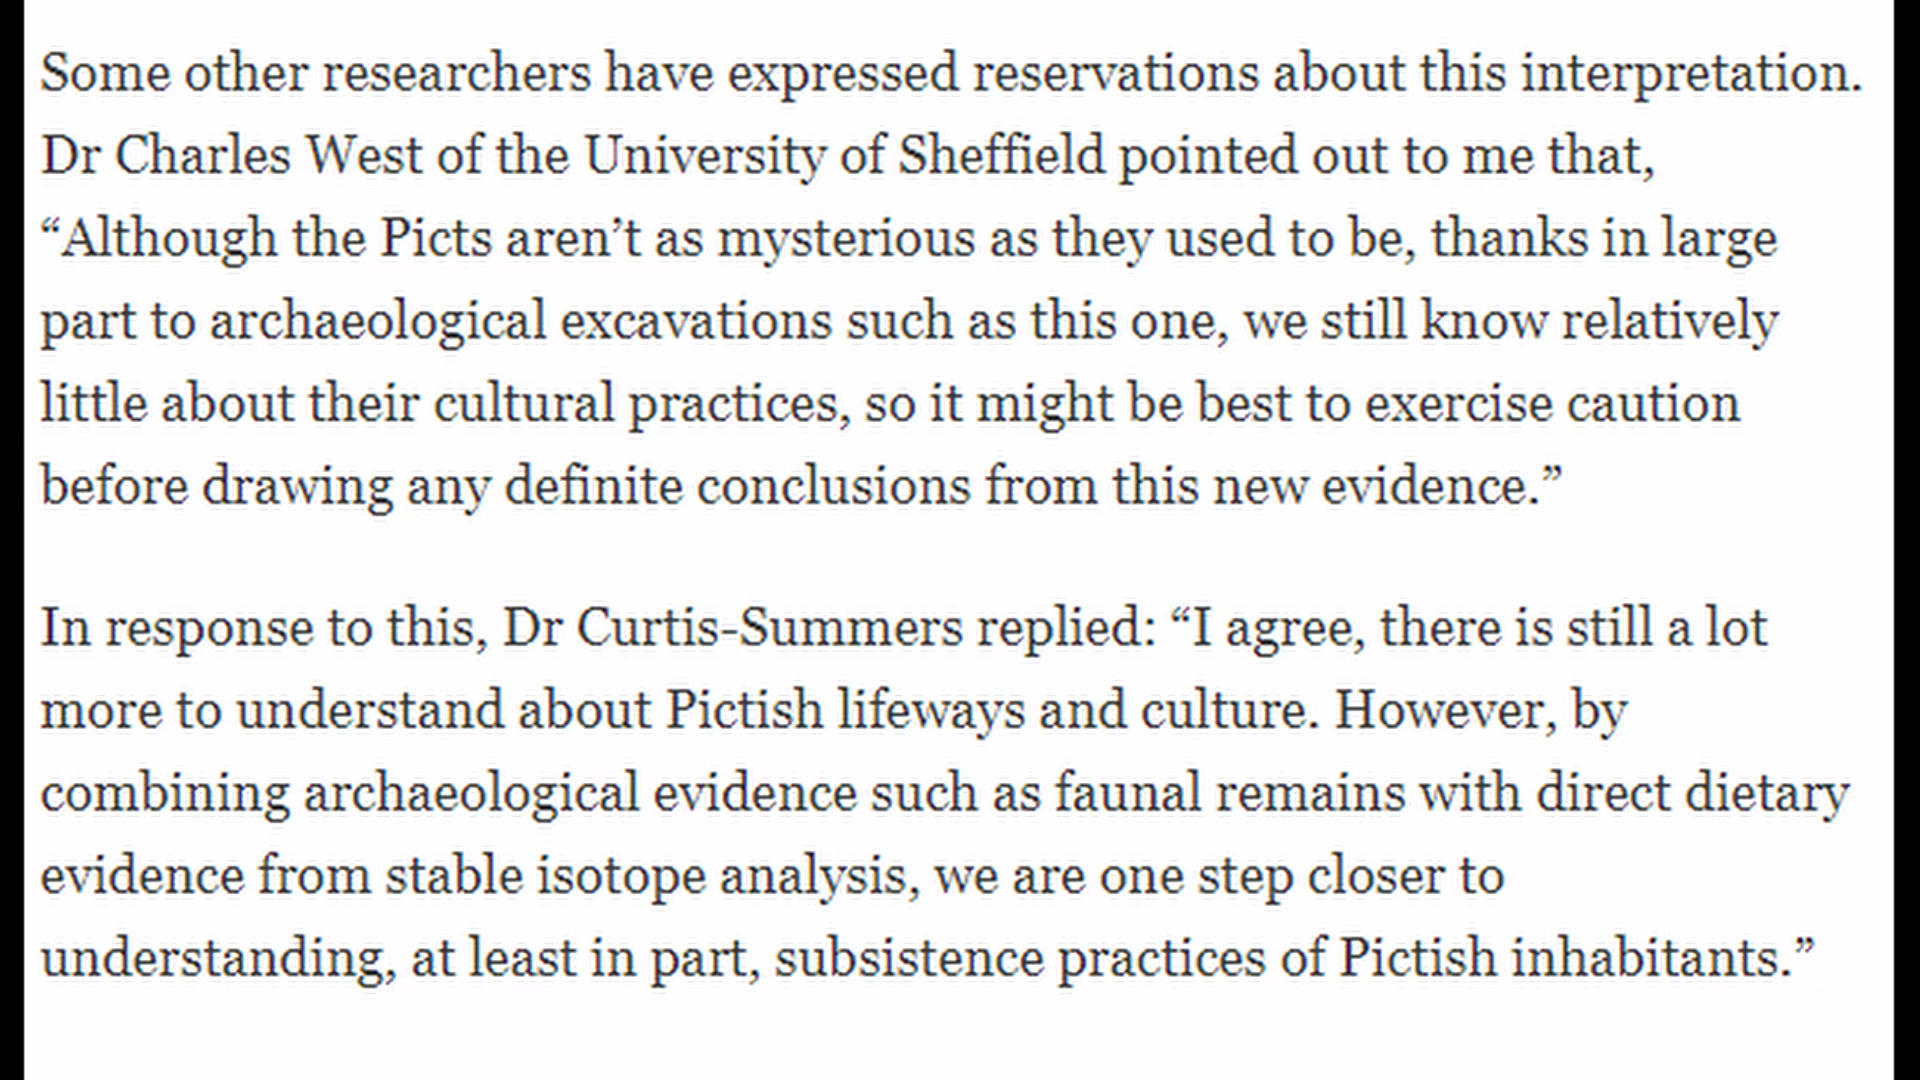 Some other researchers have expressed reservations about this interpretation.
Dr Charles West of the University of Sheffield pointed out to me that,
“Although the Picts aren’t as mysterious as they used to be, thanks in large
part to archaeological excavations such as this one, we still know relatively
little about their cultural practices, so it might be best to exercise caution
before drawing any definite conclusions from this new evidence.”
In response to this, Dr Curtis-Summers replied: “I agree, there is still a lot
more to understand about Pictish lifeways and culture. However, by
combining archaeological evidence such as faunal remains with direct dietary
evidence from stable isotope analysis, we are one step closer to
understanding, at least in part, subsistence practices of Pictish inhabitants.”